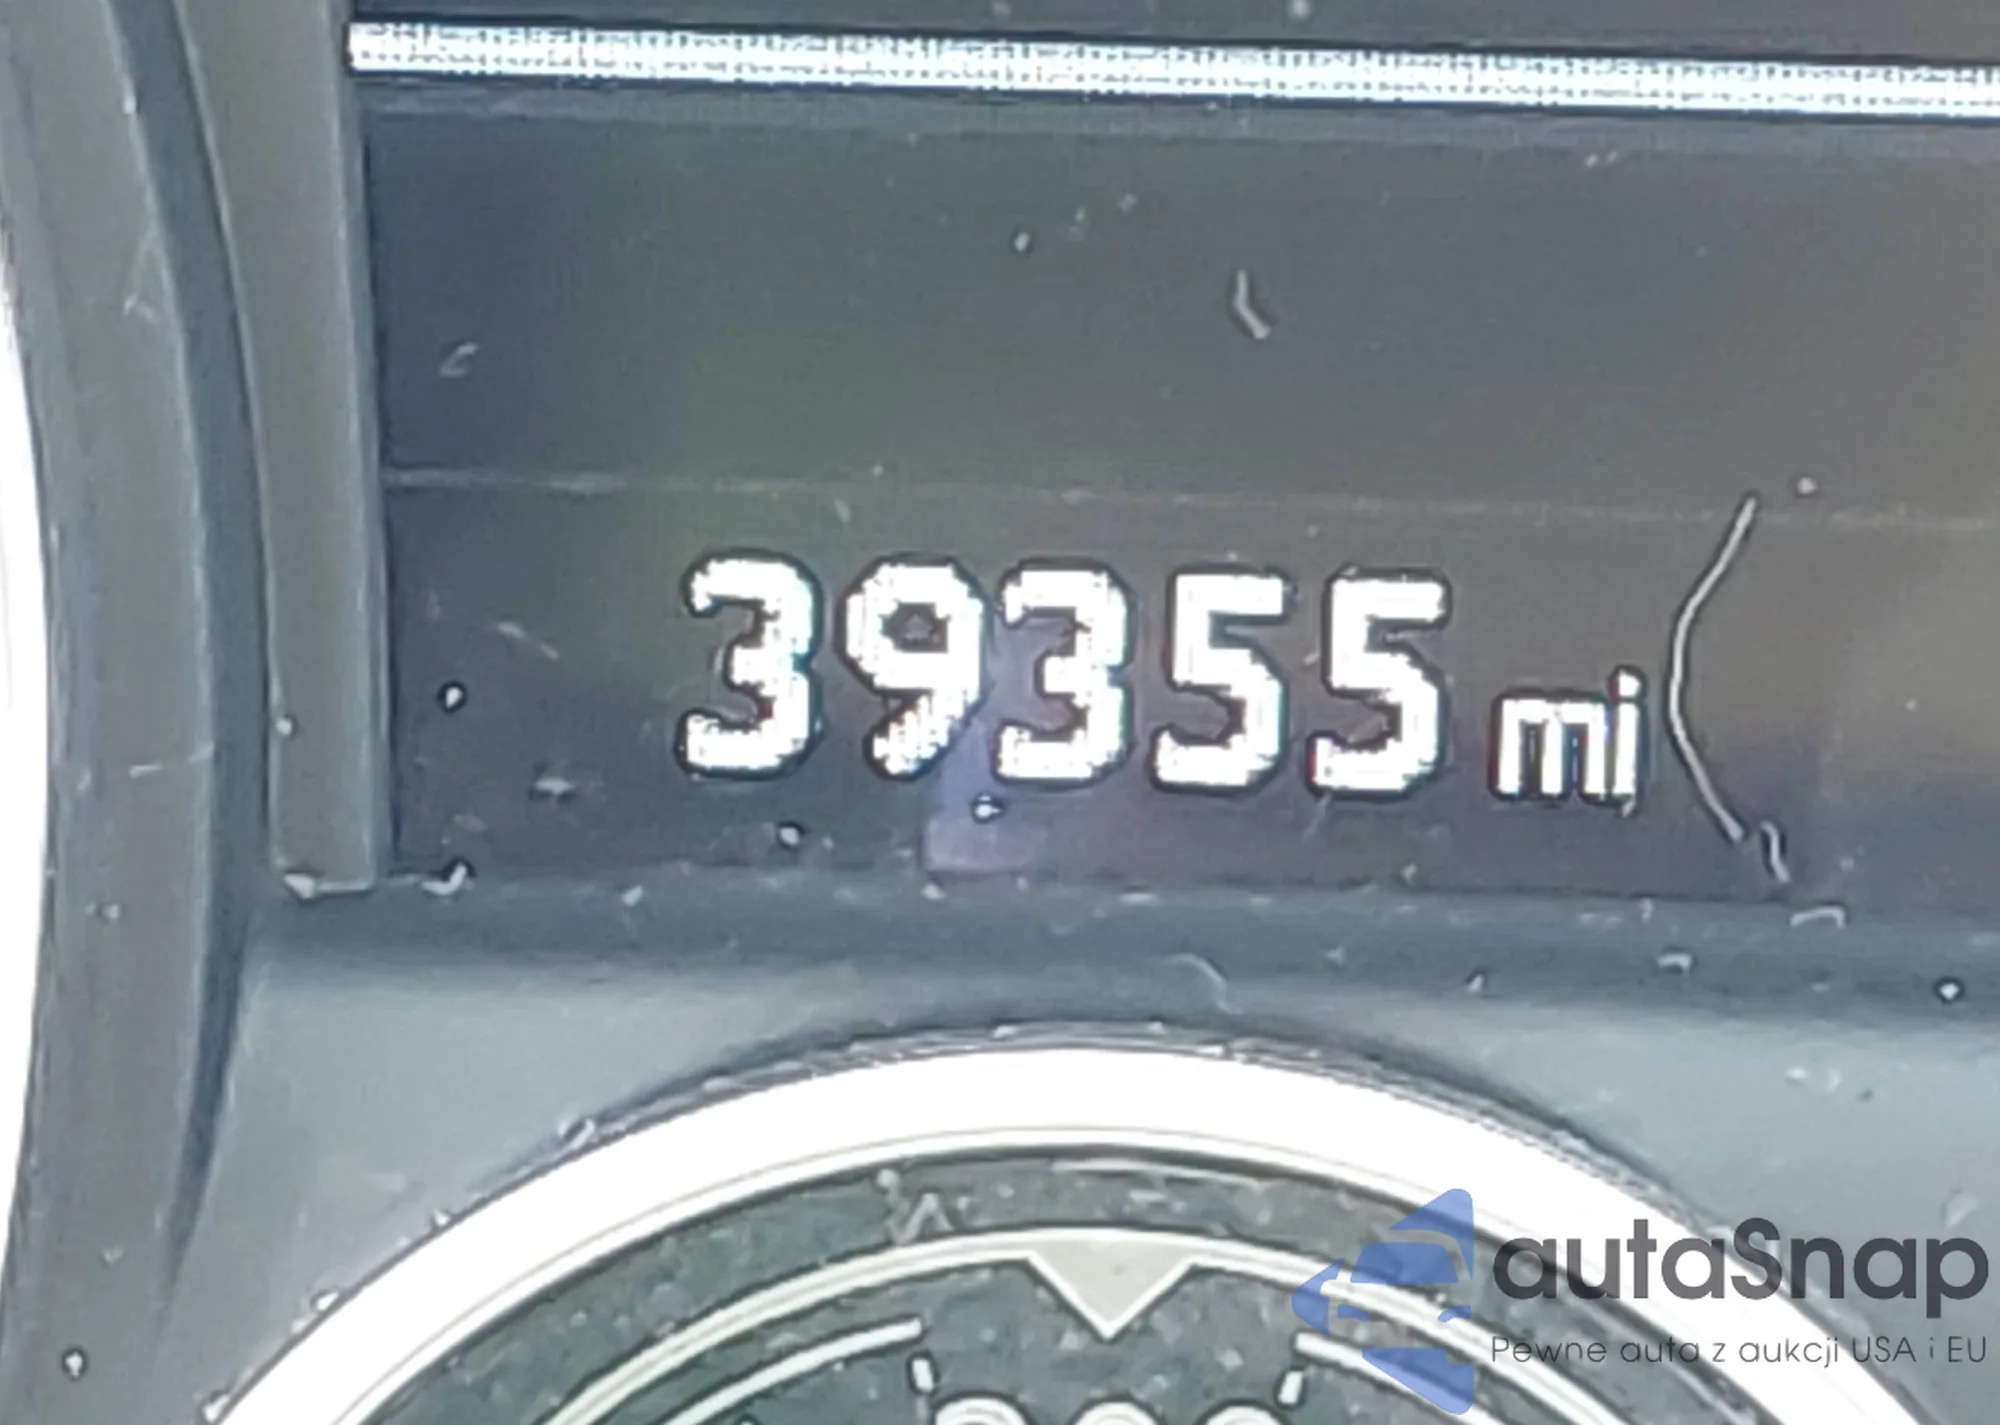 39355 mi
autaSnap
Pewne auta z aukcji USA i EU